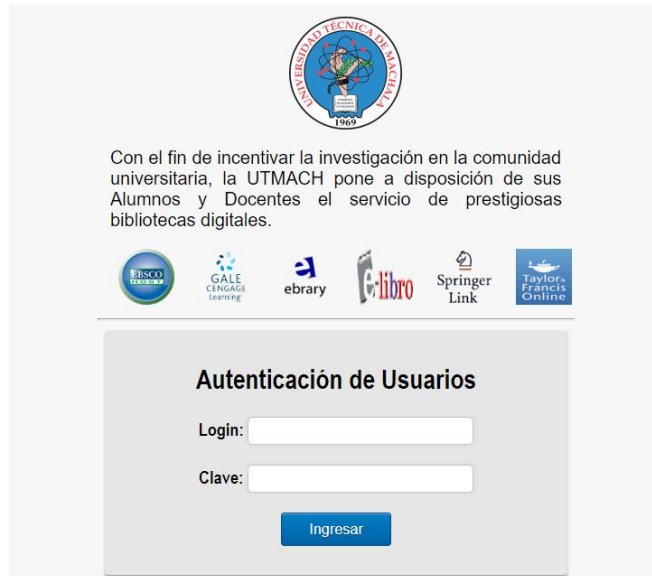 UNIVERSIDAD TÉCNICA DE MACHALA
1969
Con el fin de incentivar la investigación en la comunidad
universitaria, la UTMACH pone a disposición de sus
Alumnos y Docentes el servicio de prestigiosas
bibliotecas digitales.
EBSCO
HOST
GALE
CENGAGE
Learning
ebrary
e-libro
Springer
Link
Taylor &
Francis
Online
Autenticación de Usuarios
Login:
Clave:
Ingresar